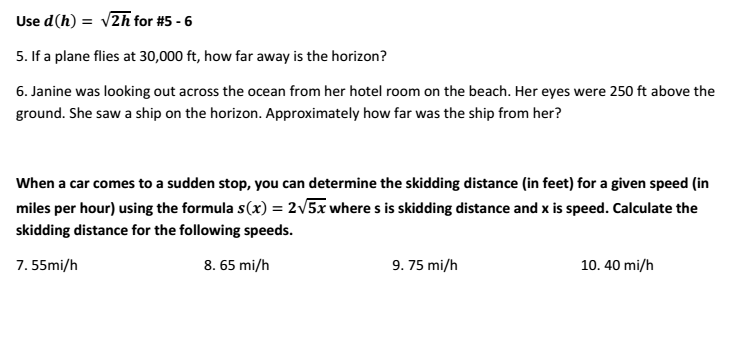 Use d(h) = √2h for #5 - 6
5. If a plane flies at 30,000 ft, how far away is the horizon?
6. Janine was looking out across the ocean from her hotel room on the beach. Her eyes were 250 ft above the
ground. She saw a ship on the horizon. Approximately how far was the ship from her?
When a car comes to a sudden stop, you can determine the skidding distance (in feet) for a given speed (in
miles per hour) using the formula s(x) = 2√5x where s is skidding distance and x is speed. Calculate the
skidding distance for the following speeds.
7. 55mi/h 8. 65 mi/h 9. 75 mi/h 10. 40 mi/h